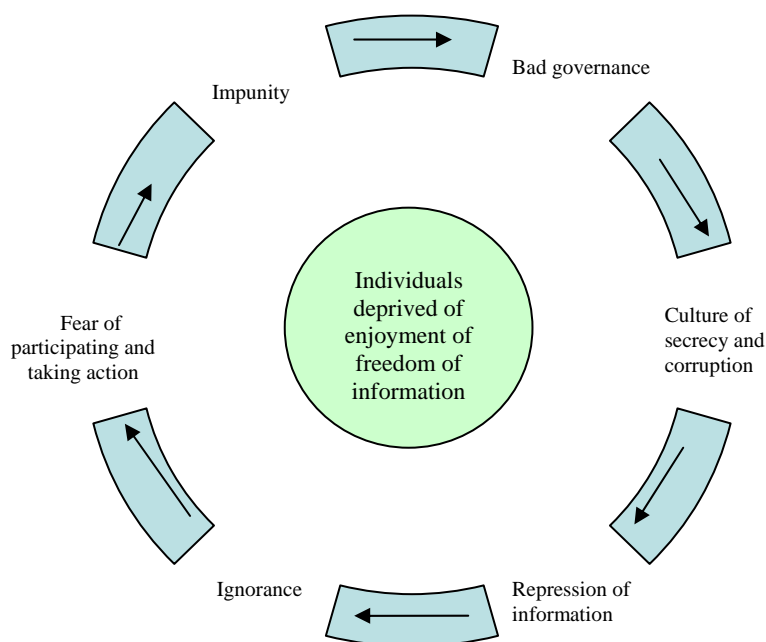 Bad governance
Impunity
Individuals
deprived of
enjoyment of
freedom of
information
Culture of
secrecy and
corruption
Fear of
participating and
taking action
Ignorance
Repression of
information